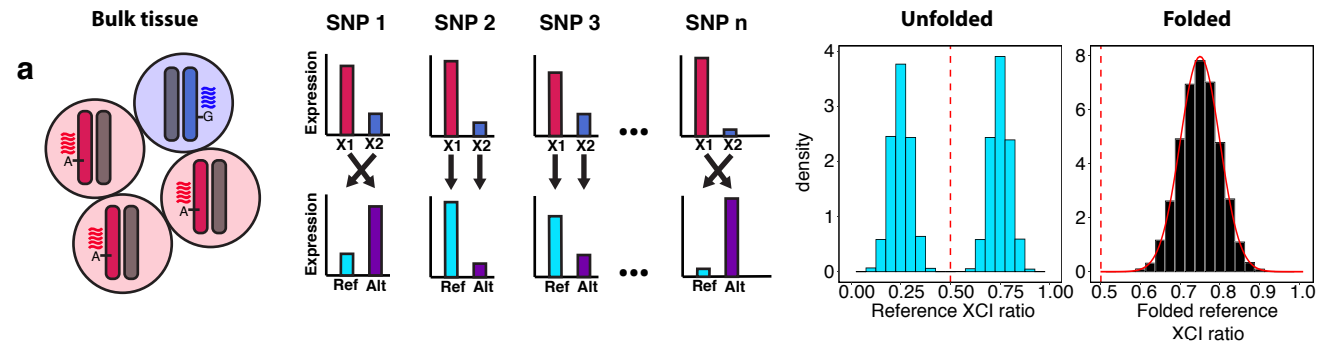 Bulk tissue
SNP 1
SNP 2
SNP 3
SNP n
Unfolded
Folded
a
G
A
A
A
Expression
X1 X2
X1 X2
X1 X2
X1 X2
•••
Expression
Ref Alt
Ref Alt
Ref Alt
Ref Alt
•••
density
4
3
2
1
0
0.00 0.25 0.50 0.75 1.00
Reference XCI ratio
8
6
4
2
0
0.5 0.6 0.7 0.8 0.9 1.0
Folded reference
XCI ratio